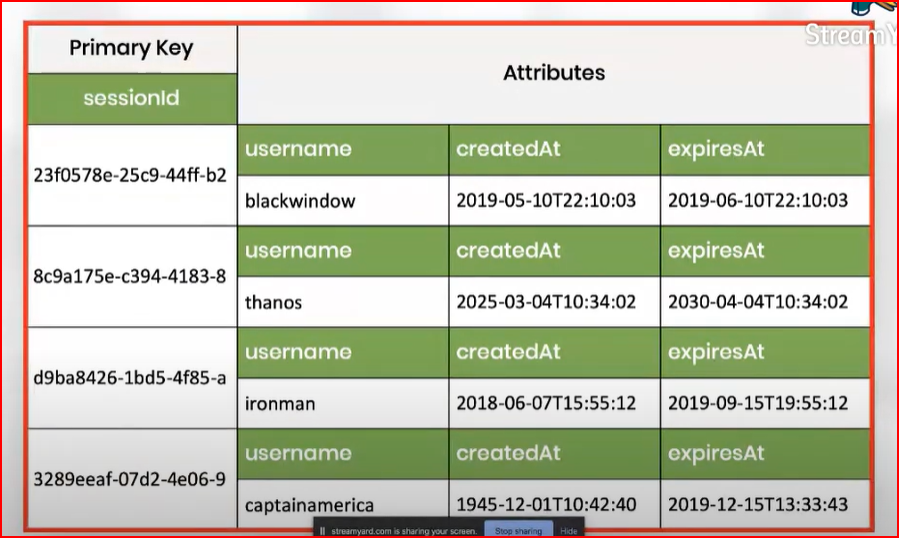 StreamY
Primary Key
Attributes
sessionId
username createdAt expiresAt
23f0578e-25c9-44ff-b2
blackwindow 2019-05-10T22:10:03 2019-06-10T22:10:03
username createdAt expiresAt
8c9a175e-c394-4183-8
thanos 2025-03-04T10:34:02 2030-04-04T10:34:02
username createdAt expiresAt
d9ba8426-1bd5-4f85-a
ironman 2018-06-07T15:55:12 2019-09-15T19:55:12
username createdAt expiresAt
3289eeaf-07d2-4e06-9
captainamerica 1945-12-01T10:42:40 2019-12-15T13:33:43
streamyard.com is sharing your screen. Stop sharing Hide